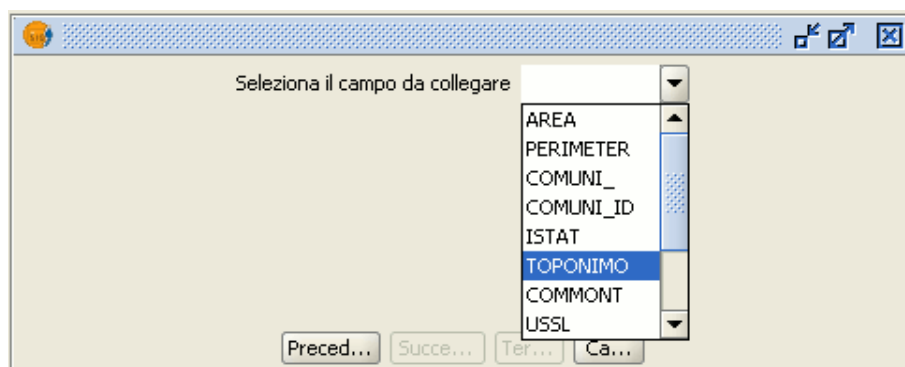 Seleziona il campo da collegare
AREA
PERIMETER
COMUNI_
COMUNI_ID
ISTAT
TOPONIMO
COMMONT
USSL
Preced... Succe... Ter... Ca...